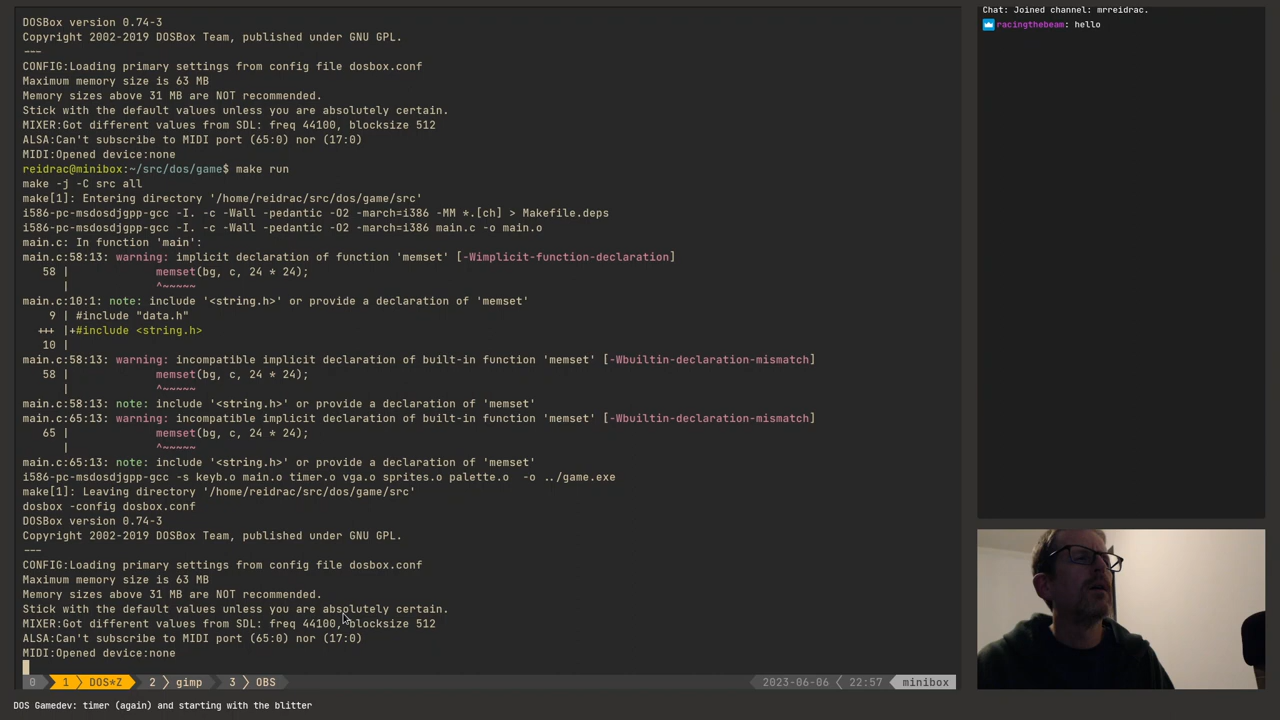 DOSBox version 0.74-3
Copyright 2002-2019 DOSBox Team, published under GNU GPL.
---
CONFIG:Loading primary settings from config file dosbox.conf
Maximum memory size is 63 MB
Memory sizes above 31 MB are NOT recommended.
Stick with the default values unless you are absolutely certain.
MIXER:Got different values from SDL: freq 44100, blocksize 512
ALSA:Can't subscribe to MIDI port (65:0) nor (17:0)
MIDI:Opened device:none
reidrac@minibox:~/src/dos/game$ make run
make -j -C src all
make[1]: Entering directory '/home/reidrac/src/dos/game/src'
i586-pc-msdosdjgpp-gcc -I. -c -Wall -pedantic -O2 -march=i386 -MM *.[ch] > Makefile.deps
i586-pc-msdosdjgpp-gcc -I. -c -Wall -pedantic -O2 -march=i386 main.c -o main.o
main.c: In function 'main':
main.c:58:13: warning: implicit declaration of function 'memset' [-Wimplicit-function-declaration]
58 | memset(bg, c, 24 * 24);
| ^~~~~~
main.c:10:1: note: include '<string.h>' or provide a declaration of 'memset'
9 | #include "data.h"
+++ |+#include <string.h>
10 |
main.c:58:13: warning: incompatible implicit declaration of built-in function 'memset' [-Wbuiltin-declaration-mismatch]
58 | memset(bg, c, 24 * 24);
| ^~~~~~
main.c:58:13: note: include '<string.h>' or provide a declaration of 'memset'
main.c:65:13: warning: incompatible implicit declaration of built-in function 'memset' [-Wbuiltin-declaration-mismatch]
65 | memset(bg, c, 24 * 24);
| ^~~~~~
main.c:65:13: note: include '<string.h>' or provide a declaration of 'memset'
i586-pc-msdosdjgpp-gcc -s keyb.o main.o timer.o vga.o sprites.o palette.o -o ../game.exe
make[1]: Leaving directory '/home/reidrac/src/dos/game/src'
dosbox -config dosbox.conf
DOSBox version 0.74-3
Copyright 2002-2019 DOSBox Team, published under GNU GPL.
---
CONFIG:Loading primary settings from config file dosbox.conf
Maximum memory size is 63 MB
Memory sizes above 31 MB are NOT recommended.
Stick with the default values unless you are absolutely certain.
MIXER:Got different values from SDL: freq 44100, blocksize 512
ALSA:Can't subscribe to MIDI port (65:0) nor (17:0)
MIDI:Opened device:none
0 1 DOS*Z 2 gimp 3 OBS 2023-06-06 22:57 minibox
DOS Gamedev: timer (again) and starting with the blitter
Chat: Joined channel: mrreidrac.
racingthebeam: hello